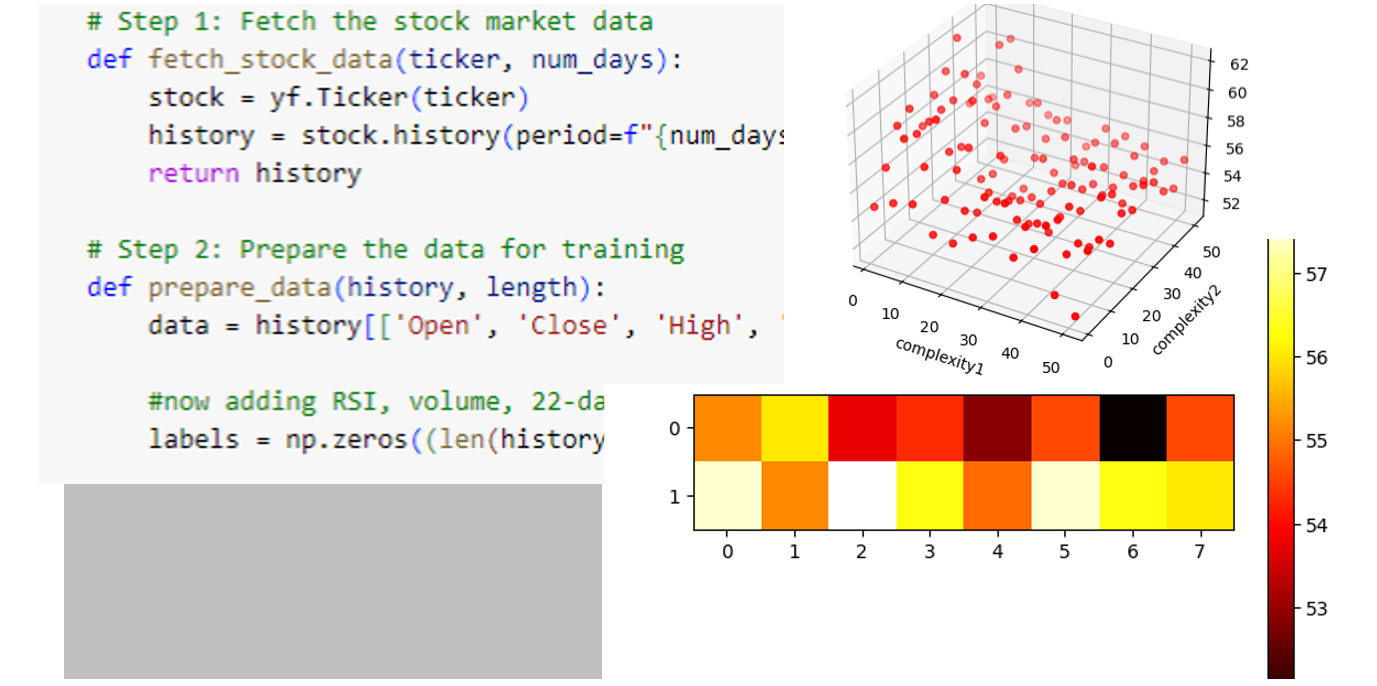 # Step 1: Fetch the stock market data
def fetch_stock_data(ticker, num_days):
    stock = yf.Ticker(ticker)
    history = stock.history(period=f"{num_days
    return history
# Step 2: Prepare the data for training
def prepare_data(history, length):
    data = history[['Open', 'Close', 'High', '
    #now adding RSI, volume, 22-da
    labels = np.zeros((len(history
62
60
58
56
54
52
0
10
20
30
40
50
complexity1
0
10
20
30
40
50
complexity2
0
1
0 1 2 3 4 5 6 7
57
56
55
54
53